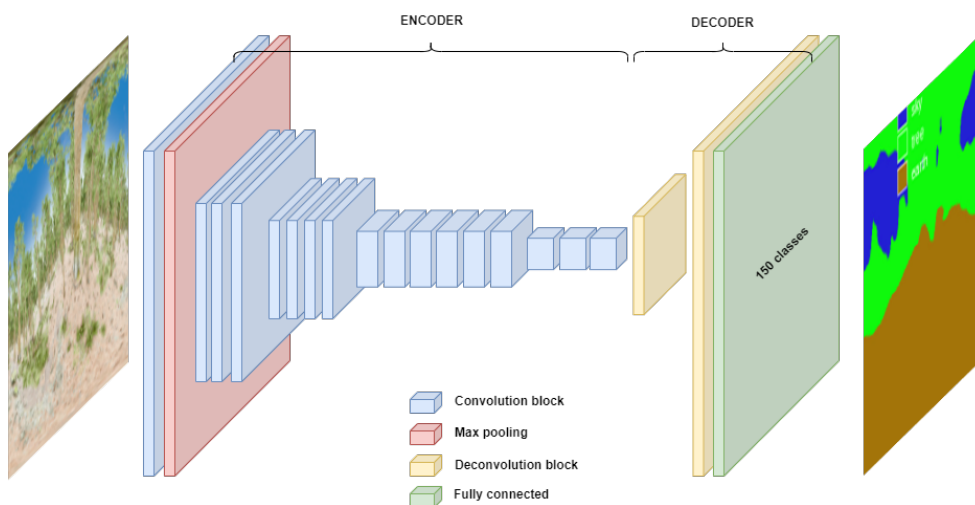 ENCODER
DECODER
sky
tree
earth
150 classes
Convolution block
Max pooling
Deconvolution block
Fully connected